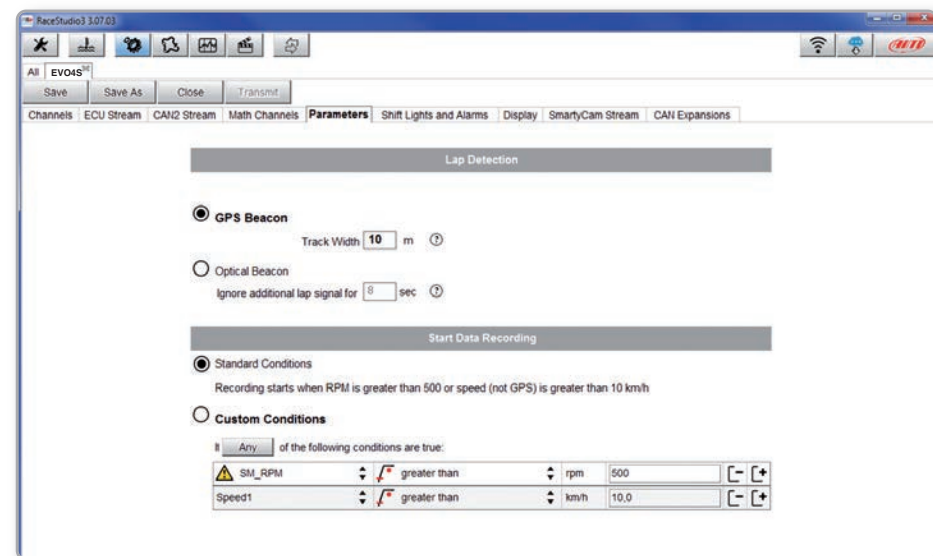 RaceStudio3 3.07.03
AiM
All EVO4S
Save Save As Close Transmit
Channels ECU Stream CAN2 Stream Math Channels Parameters Shift Lights and Alarms Display SmartyCam Stream CAN Expansions
Lap Detection
GPS Beacon
Track Width 10 m ?
Optical Beacon
Ignore additional lap signal for 8 sec ?
Start Data Recording
Standard Conditions
Recording starts when RPM is greater than 500 or speed (not GPS) is greater than 10 km/h
Custom Conditions
If Any of the following conditions are true:
SM_RPM greater than rpm 500
Speed1 greater than km/h 10,0